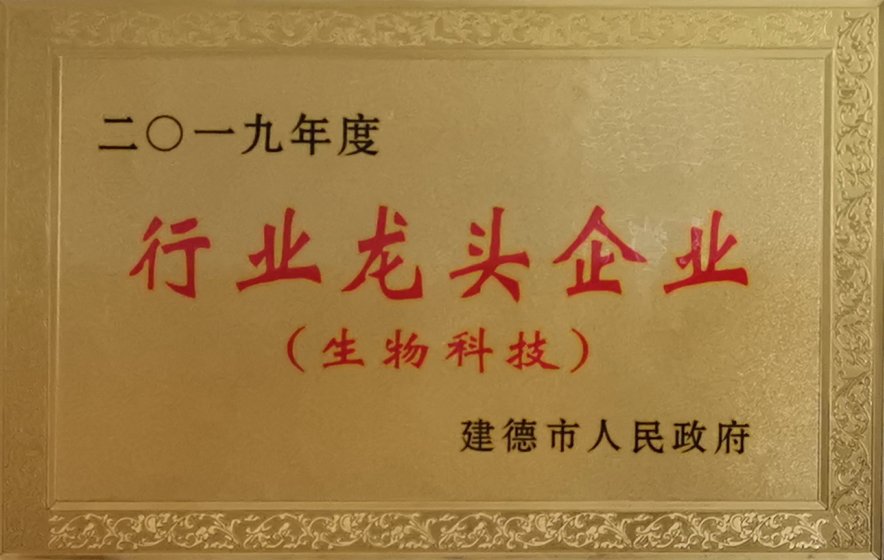 二〇一九年度
行业龙头企业
（生物科技）
建德市人民政府